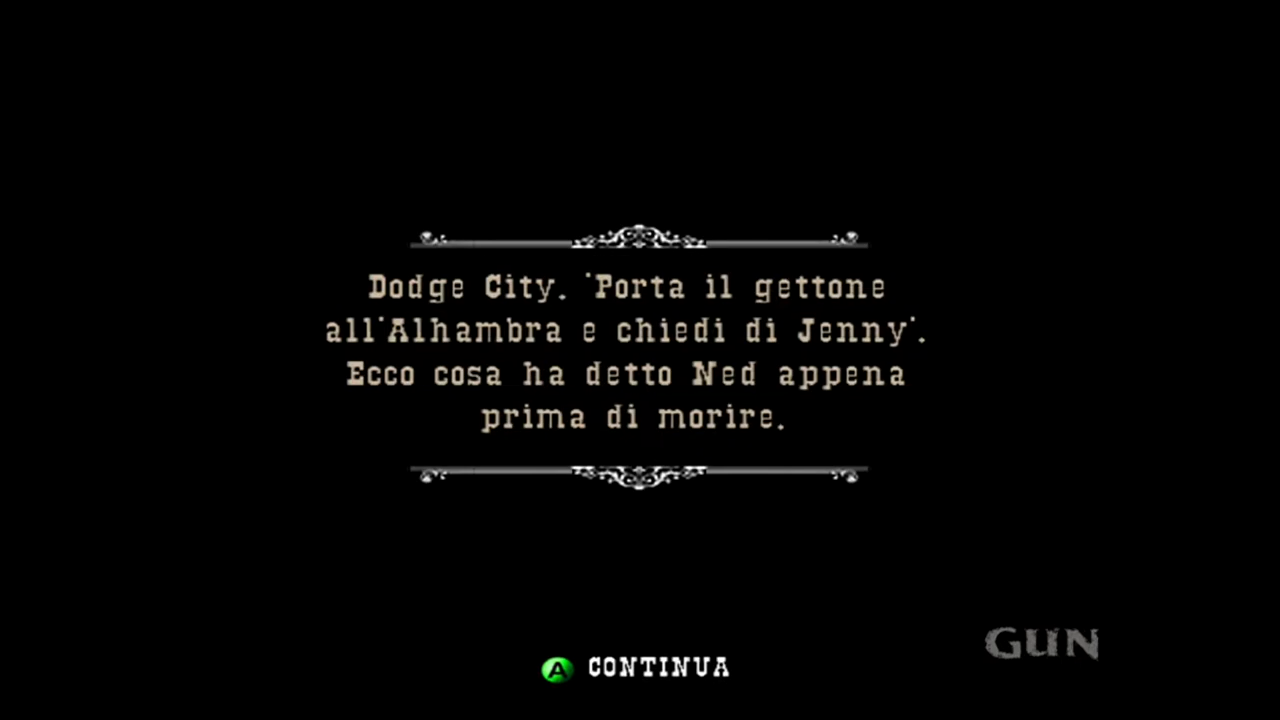 Dodge City. 'Porta il gettone
all'Alhambra e chiedi di Jenny'.
Ecco cosa ha detto Ned appena
prima di morire.
GUN
A CONTINUA